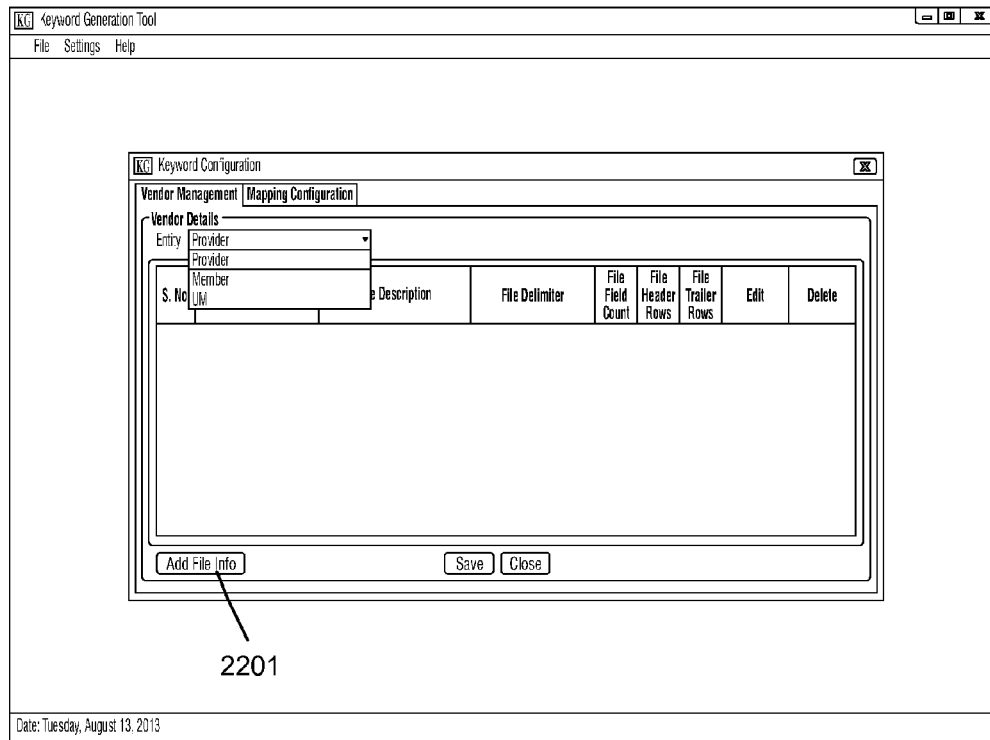 KG Keyword Generation Tool
File Settings Help
KG Keyword Configuration
Vendor Management Mapping Configuration
Vendor Details
Entity Provider
Provider
Member
UM
S. No
e Description
File Delimiter
File Field Count
File Header Rows
File Trailer Rows
Edit
Delete
Add File Info Save Close
2201
Date: Tuesday, August 13, 2013